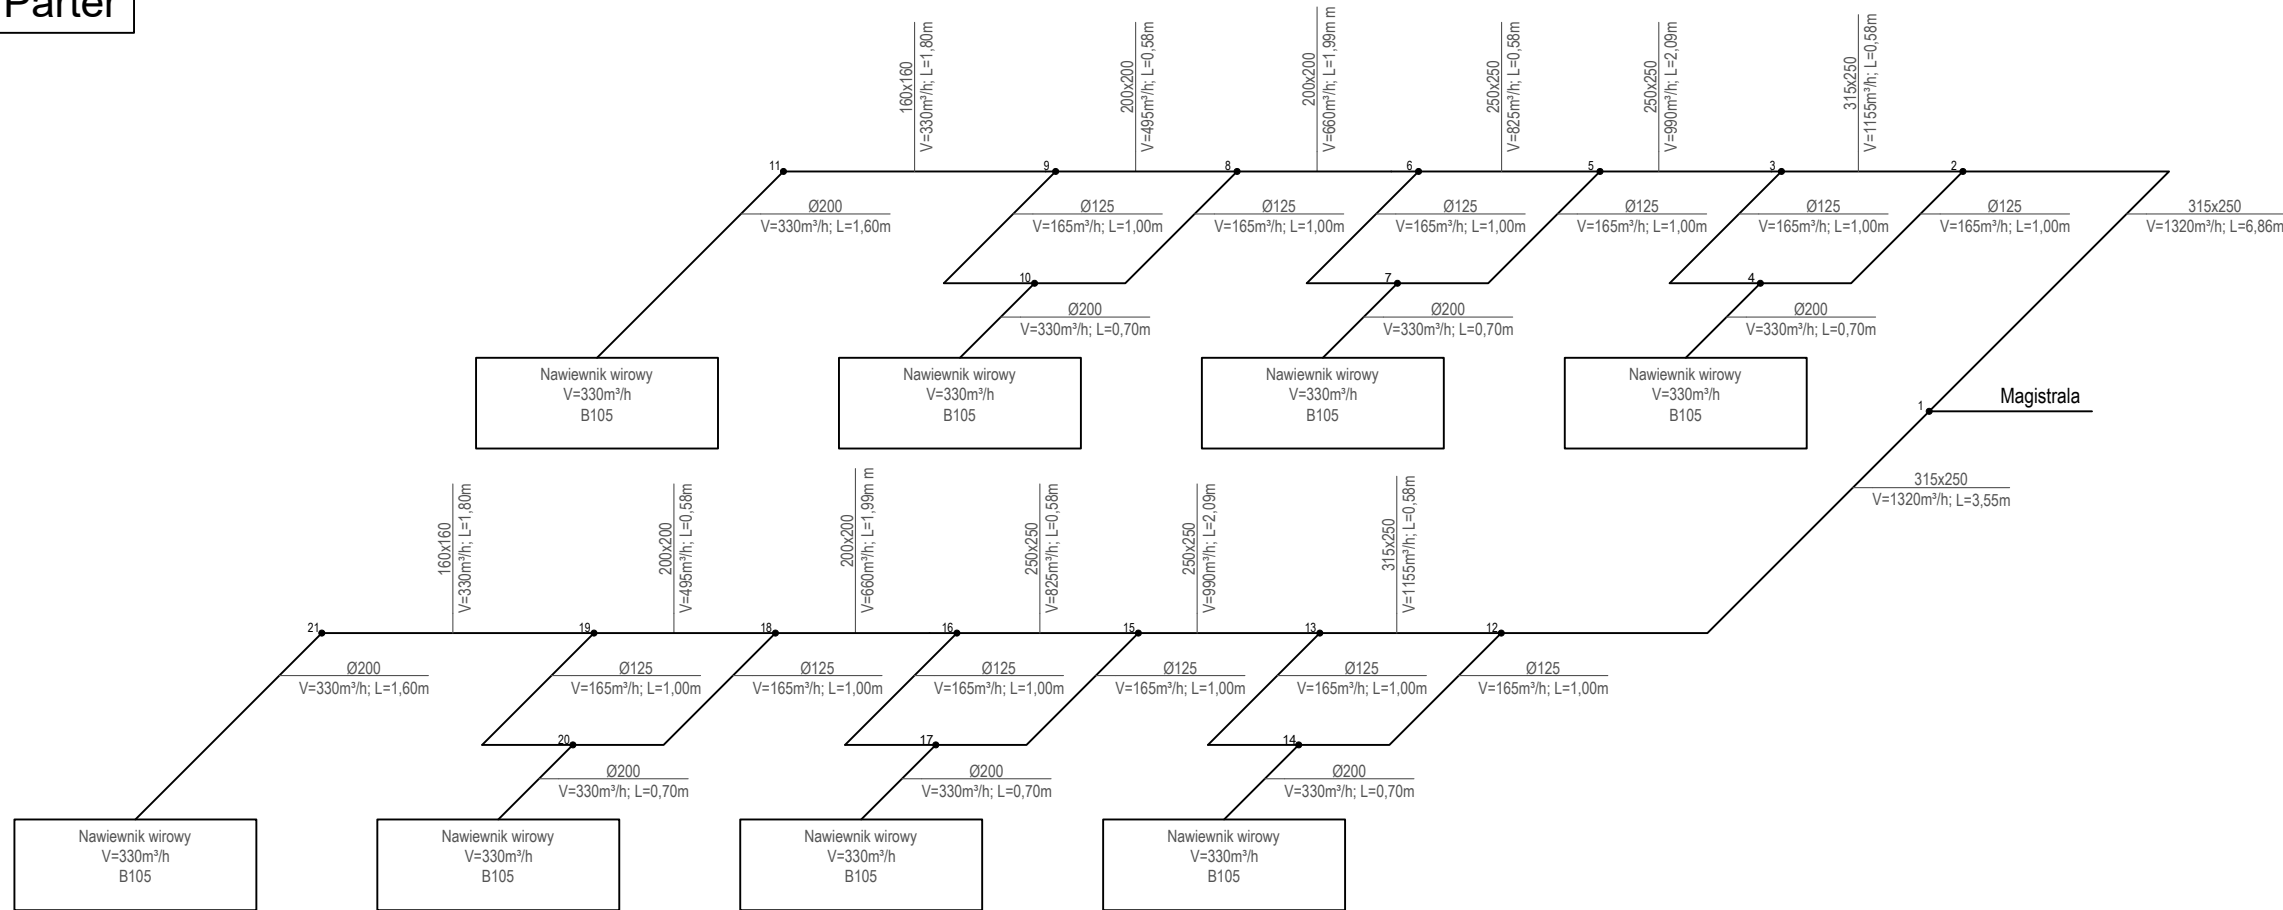 Parter
160x160
V=330m³/h; L=1,80m
200x200
V=495m³/h; L=0,58m
200x200
V=660m³/h; L=1,99m m
250x250
V=825m³/h; L=0,58m
250x250
V=990m³/h; L=2,09m
315x250
V=1155m³/h; L=0,58m
11
9
8
6
5
3
2
Ø200
V=330m³/h; L=1,60m
Ø125
V=165m³/h; L=1,00m
Ø125
V=165m³/h; L=1,00m
Ø125
V=165m³/h; L=1,00m
Ø125
V=165m³/h; L=1,00m
Ø125
V=165m³/h; L=1,00m
Ø125
V=165m³/h; L=1,00m
315x250
V=1320m³/h; L=6,86m
10
7
4
Ø200
V=330m³/h; L=0,70m
Ø200
V=330m³/h; L=0,70m
Ø200
V=330m³/h; L=0,70m
Nawiewnik wirowy
V=330m³/h
B105
Nawiewnik wirowy
V=330m³/h
B105
Nawiewnik wirowy
V=330m³/h
B105
Nawiewnik wirowy
V=330m³/h
B105
1
Magistrala
315x250
V=1320m³/h; L=3,55m
160x160
V=330m³/h; L=1,80m
200x200
V=495m³/h; L=0,58m
200x200
V=660m³/h; L=1,99m m
250x250
V=825m³/h; L=0,58m
250x250
V=990m³/h; L=2,09m
315x250
V=1155m³/h; L=0,58m
21
19
18
16
15
13
12
Ø200
V=330m³/h; L=1,60m
Ø125
V=165m³/h; L=1,00m
Ø125
V=165m³/h; L=1,00m
Ø125
V=165m³/h; L=1,00m
Ø125
V=165m³/h; L=1,00m
Ø125
V=165m³/h; L=1,00m
Ø125
V=165m³/h; L=1,00m
20
17
14
Ø200
V=330m³/h; L=0,70m
Ø200
V=330m³/h; L=0,70m
Ø200
V=330m³/h; L=0,70m
Nawiewnik wirowy
V=330m³/h
B105
Nawiewnik wirowy
V=330m³/h
B105
Nawiewnik wirowy
V=330m³/h
B105
Nawiewnik wirowy
V=330m³/h
B105